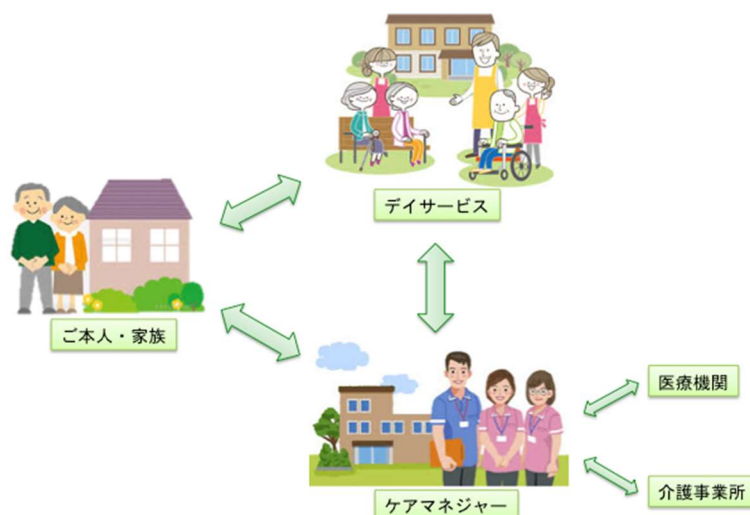 デイサービス
ご本人・家族
医療機関
介護事業所
ケアマネジャー